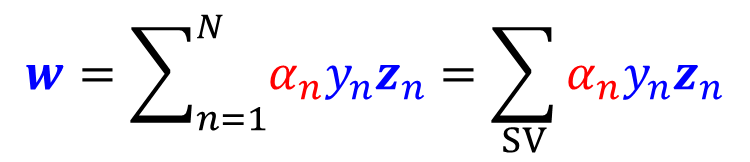 w = ∑_{n=1}^{N} α_n y_n z_n = ∑_{SV} α_n y_n z_n